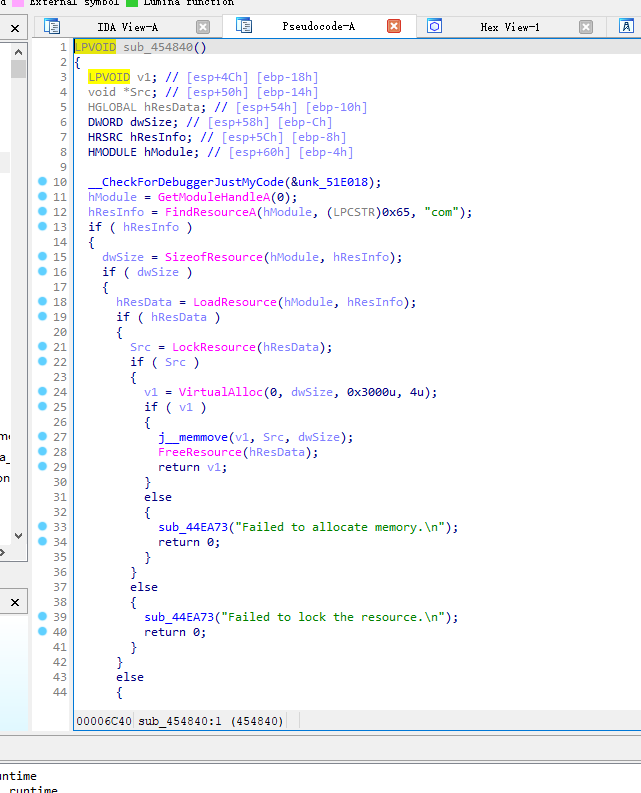 External symbol Lumina function
IDA View-A Pseudocode-A Hex View-1 A
1 LPVOID sub_454840()
2 {
3 LPVOID v1; // [esp+4Ch] [ebp-18h]
4 void *Src; // [esp+50h] [ebp-14h]
5 HGLOBAL hResData; // [esp+54h] [ebp-10h]
6 DWORD dwSize; // [esp+58h] [ebp-Ch]
7 HRSRC hResInfo; // [esp+5Ch] [ebp-8h]
8 HMODULE hModule; // [esp+60h] [ebp-4h]
9
10 __CheckForDebuggerJustMyCode(&unk_51E018);
11 hModule = GetModuleHandleA(0);
12 hResInfo = FindResourceA(hModule, (LPCSTR)0x65, "com");
13 if ( hResInfo )
14 {
15 dwSize = SizeofResource(hModule, hResInfo);
16 if ( dwSize )
17 {
18 hResData = LoadResource(hModule, hResInfo);
19 if ( hResData )
20 {
21 Src = LockResource(hResData);
22 if ( Src )
23 {
24 v1 = VirtualAlloc(0, dwSize, 0x3000u, 4u);
25 if ( v1 )
26 {
27 j__memmove(v1, Src, dwSize);
28 FreeResource(hResData);
29 return v1;
30 }
31 else
32 {
33 sub_44EA73("Failed to allocate memory.\n");
34 return 0;
35 }
36 }
37 else
38 {
39 sub_44EA73("Failed to lock the resource.\n");
40 return 0;
41 }
42 }
43 else
44 {
00006C40 sub_454840:1 (454840)
untime
runtime